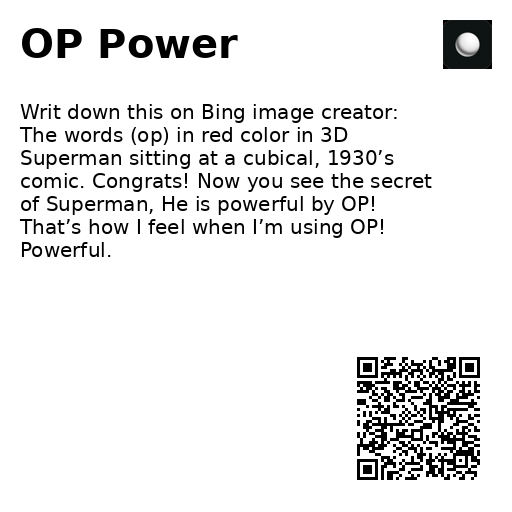 OP Power
Writ down this on Bing image creator:
The words (op) in red color in 3D
Superman sitting at a cubical, 1930’s
comic. Congrats! Now you see the secret
of Superman, He is powerful by OP!
That’s how I feel when I’m using OP!
Powerful.